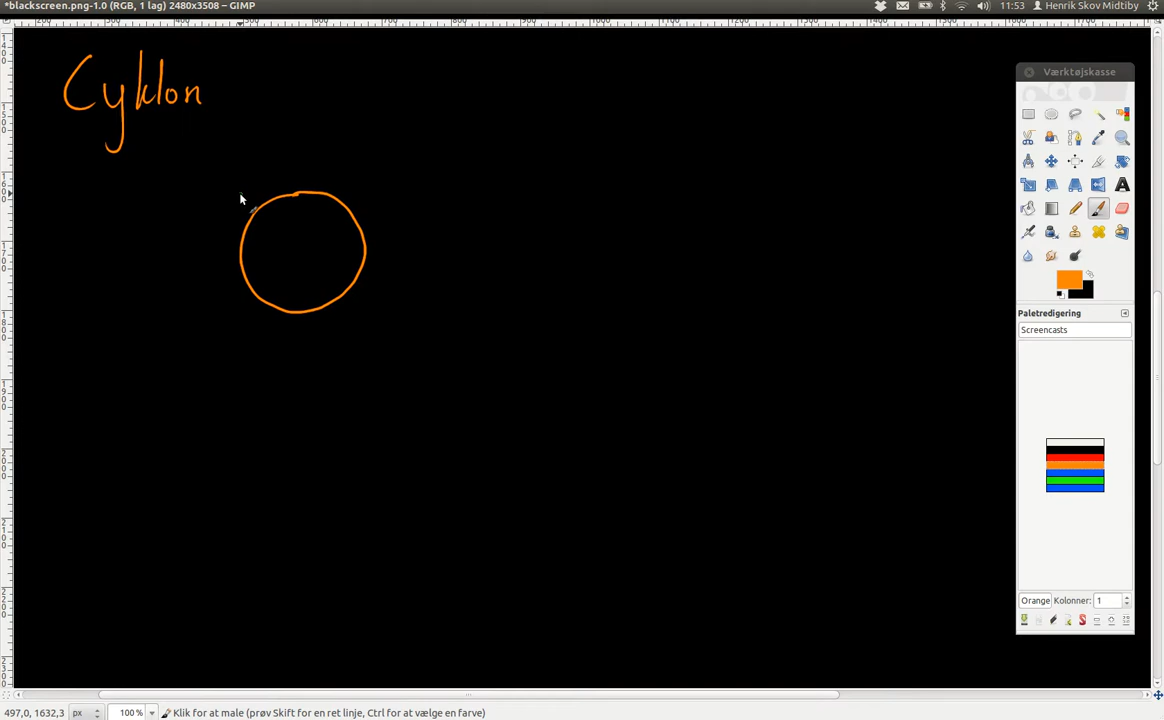 *blackscreen.png-1.0 (RGB, 1 lag) 2480x3508 – GIMP
11:53 Henrik Skov Midtiby
Cyklon
Værktøjskasse
Paletredigering
Screencasts
Orange Kolonner: 1
497,0, 1632,3 px 100% Klik for at male (prøv Skift for en ret linje, Ctrl for at vælge en farve)